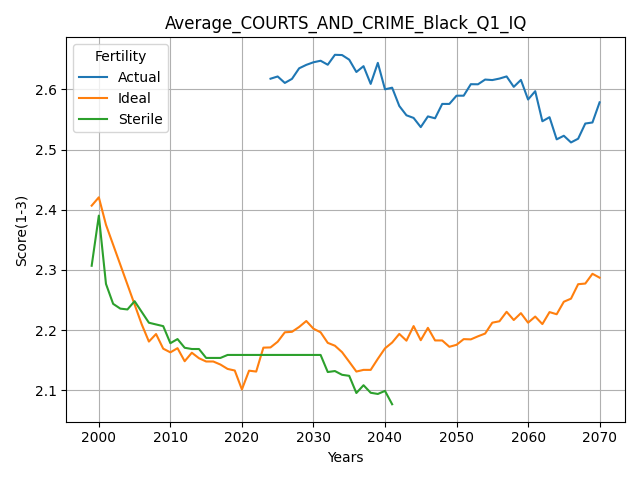 Average_COURTS_AND_CRIME_Black_Q1_IQ
Fertility
Actual
Ideal
Sterile
Score(1-3)
2.6
2.5
2.4
2.3
2.2
2.1
2000 2010 2020 2030 2040 2050 2060 2070
Years